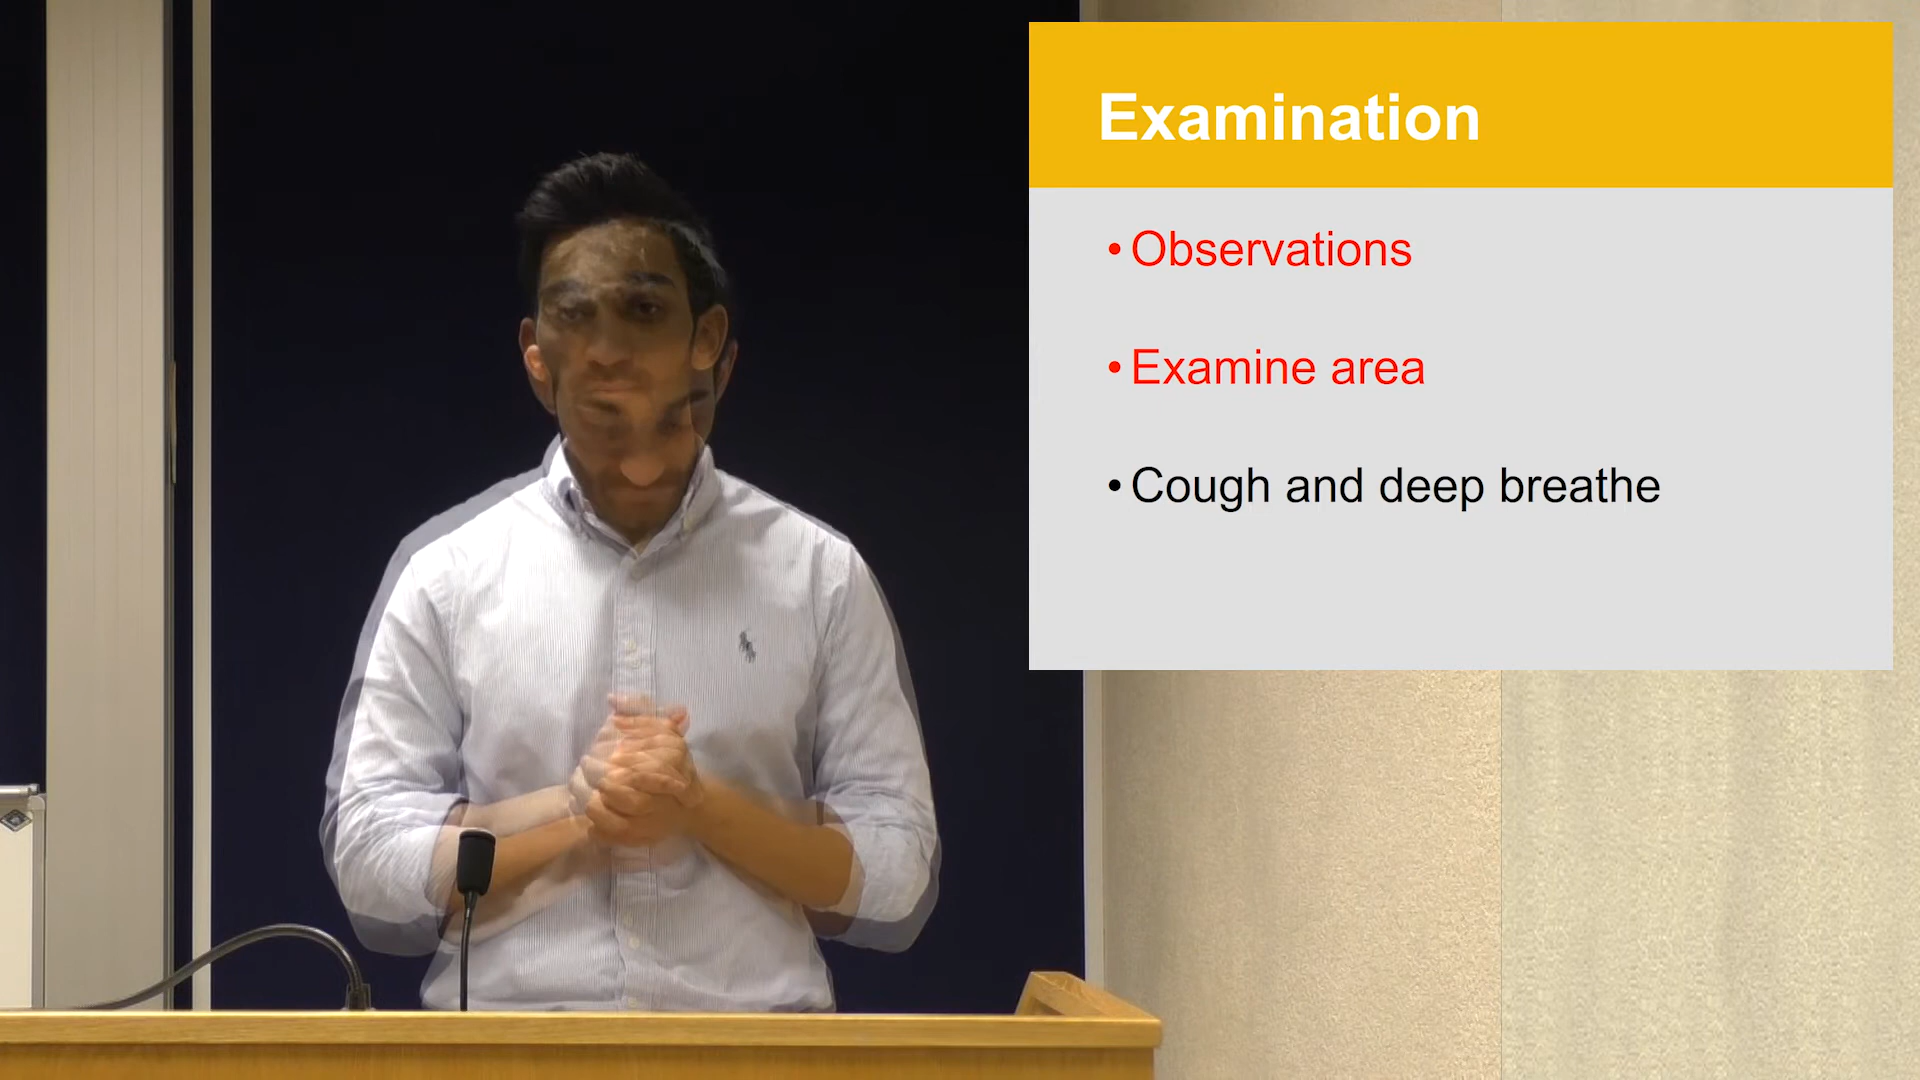 Examination
• Observations
• Examine area
• Cough and deep breathe